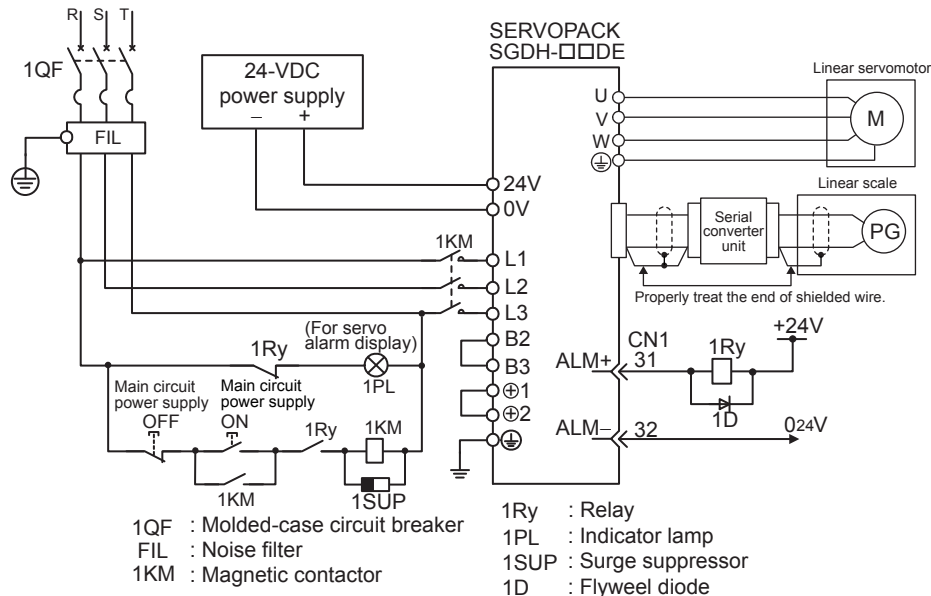 R S T
1QF
FIL
24-VDC
power supply
− +
SERVOPACK
SGDH-□□DE
U
V
W
Linear servomotor
M
24V
0V
Linear scale
Serial
converter
unit
PG
Properly treat the end of shielded wire.
1KM
L1
L2
L3
B2
B3
⊕1
⊕2
(For servo
alarm display)
1Ry
1PL
Main circuit
power supply
OFF
Main circuit
power supply
ON
1Ry
1KM
1KM
1SUP
CN1
ALM+ 31
1Ry
+24V
1D
ALM− 32
024V
1QF : Molded-case circuit breaker
FIL : Noise filter
1KM : Magnetic contactor
1Ry : Relay
1PL : Indicator lamp
1SUP : Surge suppressor
1D : Flyweel diode